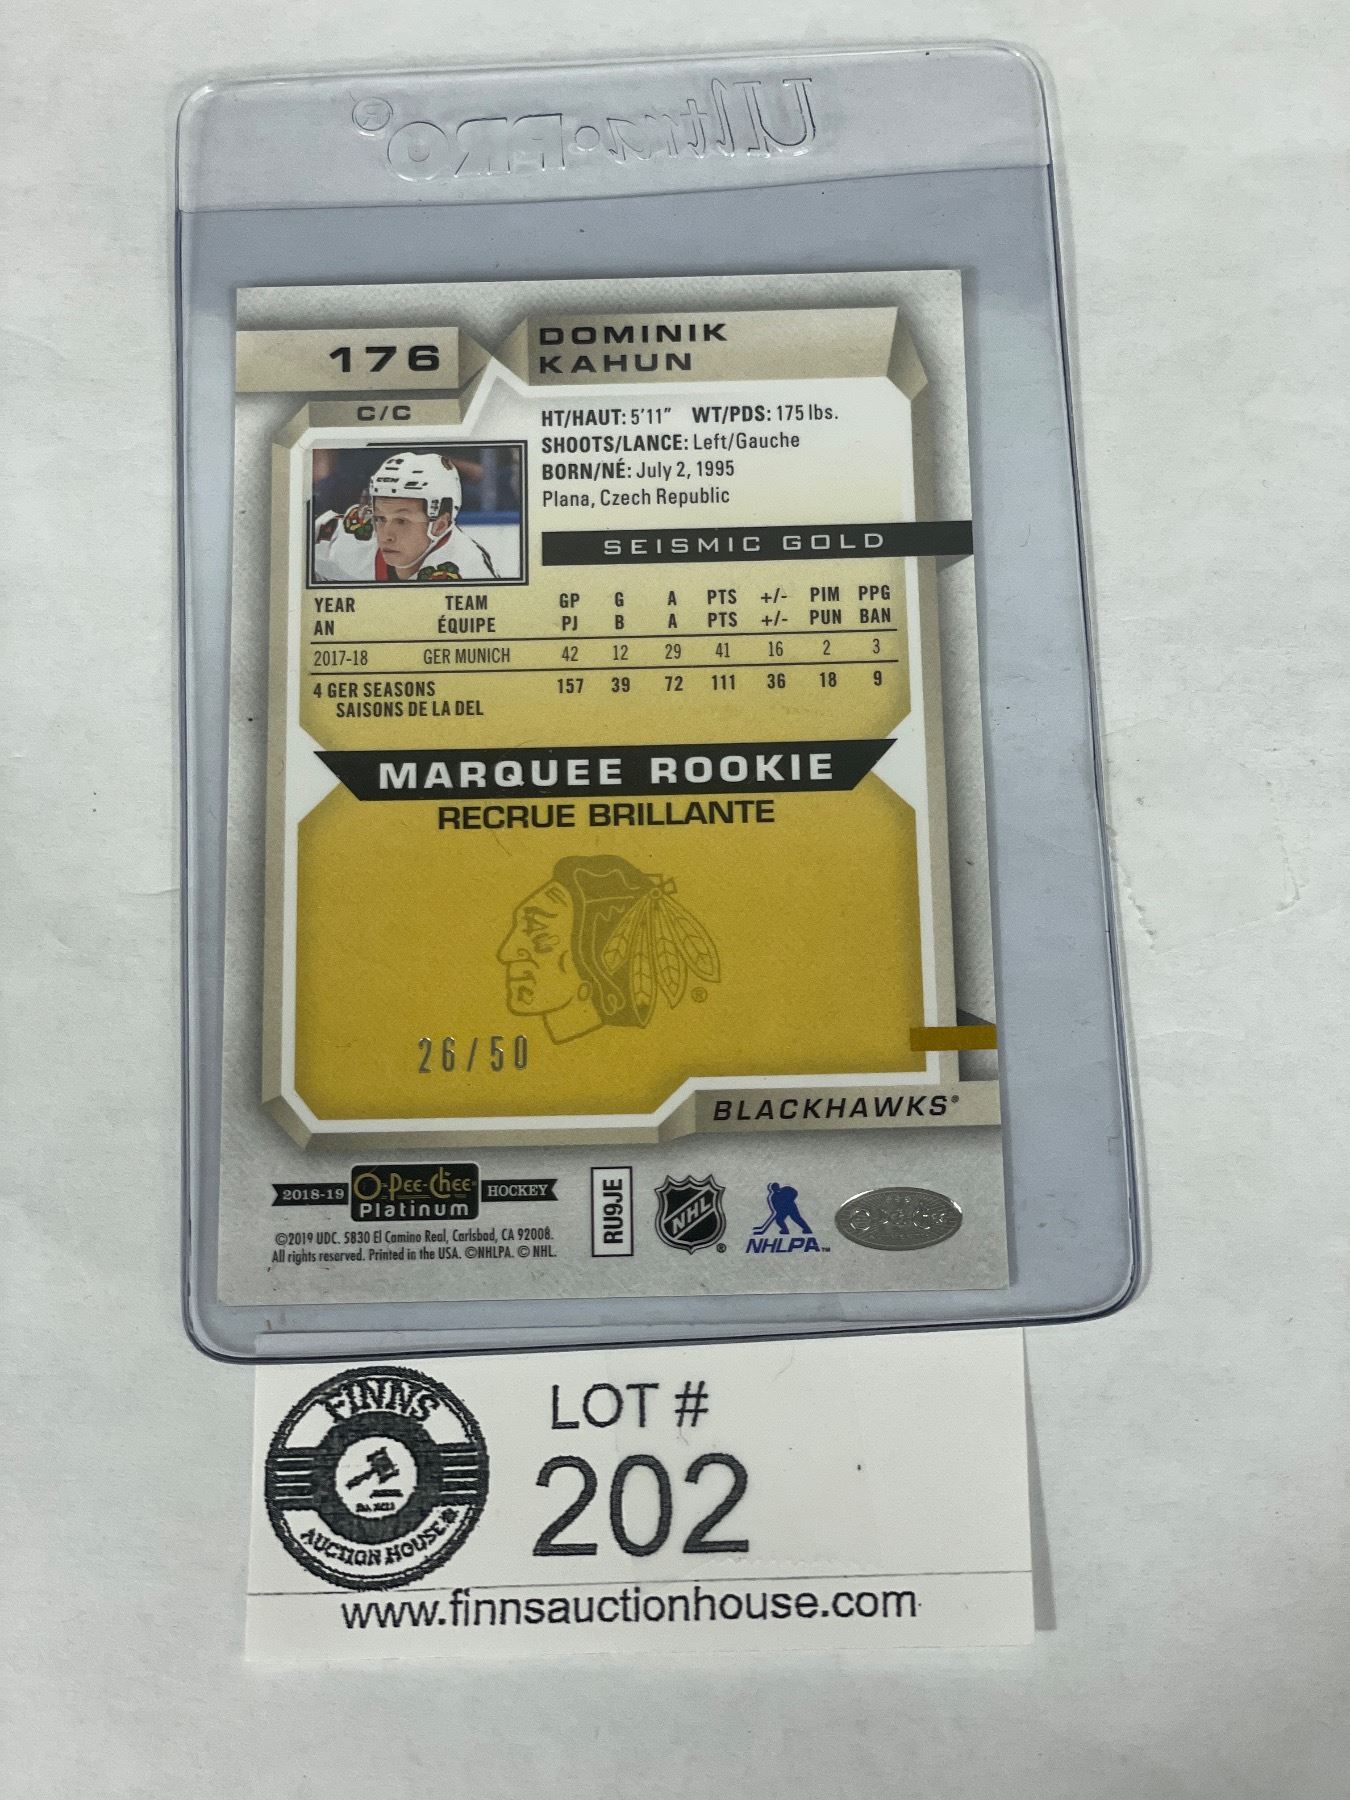 Ultra•PRO®
176
DOMINIK
KAHUN
C/C
HT/HAUT: 5'11" WT/PDS: 175 lbs.
SHOOTS/LANCE: Left/Gauche
BORN/NÉ: July 2, 1995
Plana, Czech Republic
SEISMIC GOLD
YEAR TEAM GP G A PTS +/- PIM PPG
AN ÉQUIPE PJ B A PTS +/- PUN BAN
2017-18 GER MUNICH 42 12 29 41 16 2 3
4 GER SEASONS 157 39 72 111 36 18 9
SAISONS DE LA DEL
MARQUEE ROOKIE
RECRUE BRILLANTE
26/50
BLACKHAWKS®
2018-19 O-Pee-Chee Platinum HOCKEY
©2019 UDC. 5830 El Camino Real, Carlsbad, CA 92008.
All rights reserved. Printed in the USA. ©NHLPA. © NHL.
RU9JE
NHL®
NHLPA™
FINNS
AUCTION HOUSE
LOT #
202
www.finnsauctionhouse.com